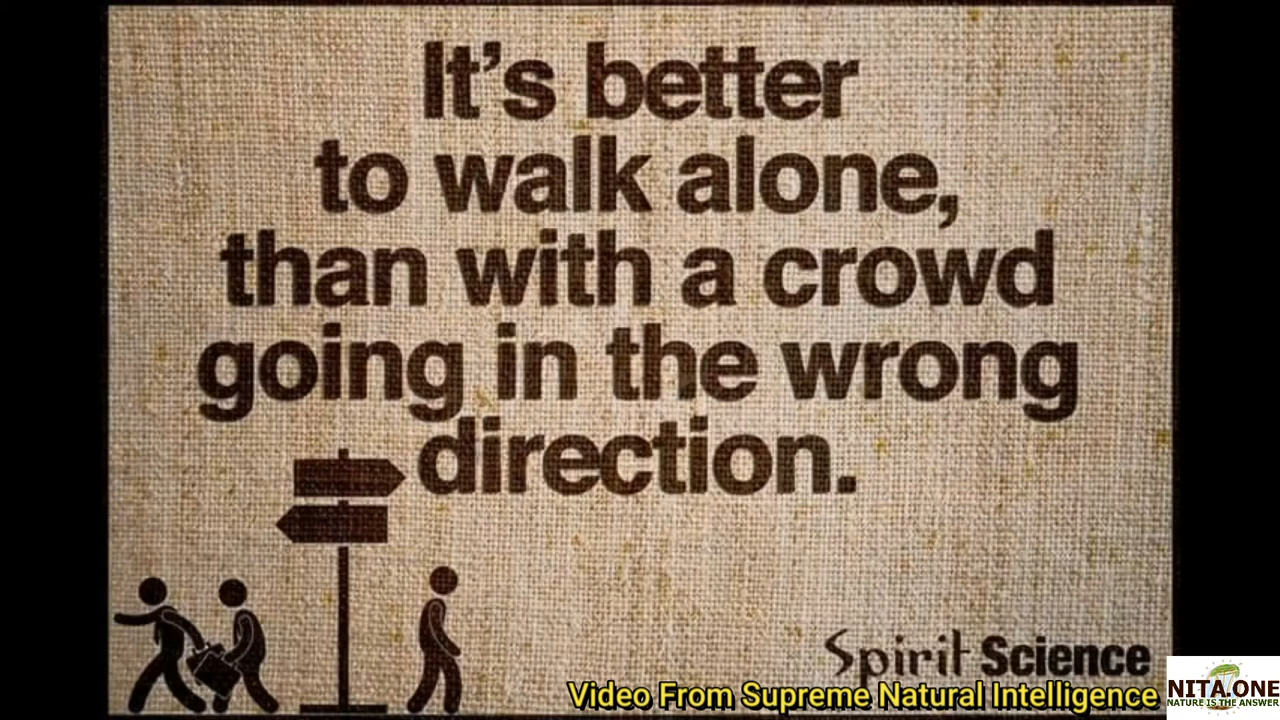 It's better
to walk alone,
than with a crowd
going in the wrong
direction.
Spirit Science
Video From Supreme Natural Intelligence
NITA.ONE
NATURE IS THE ANSWER